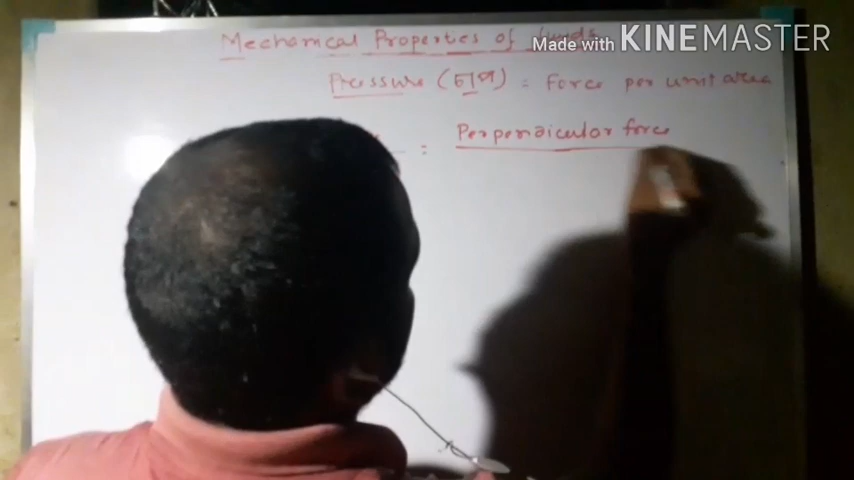 Mechanical Properties of
Made with KINEMASTER
Pressure (চাপ) = Force per unit area
= Perpendicular force